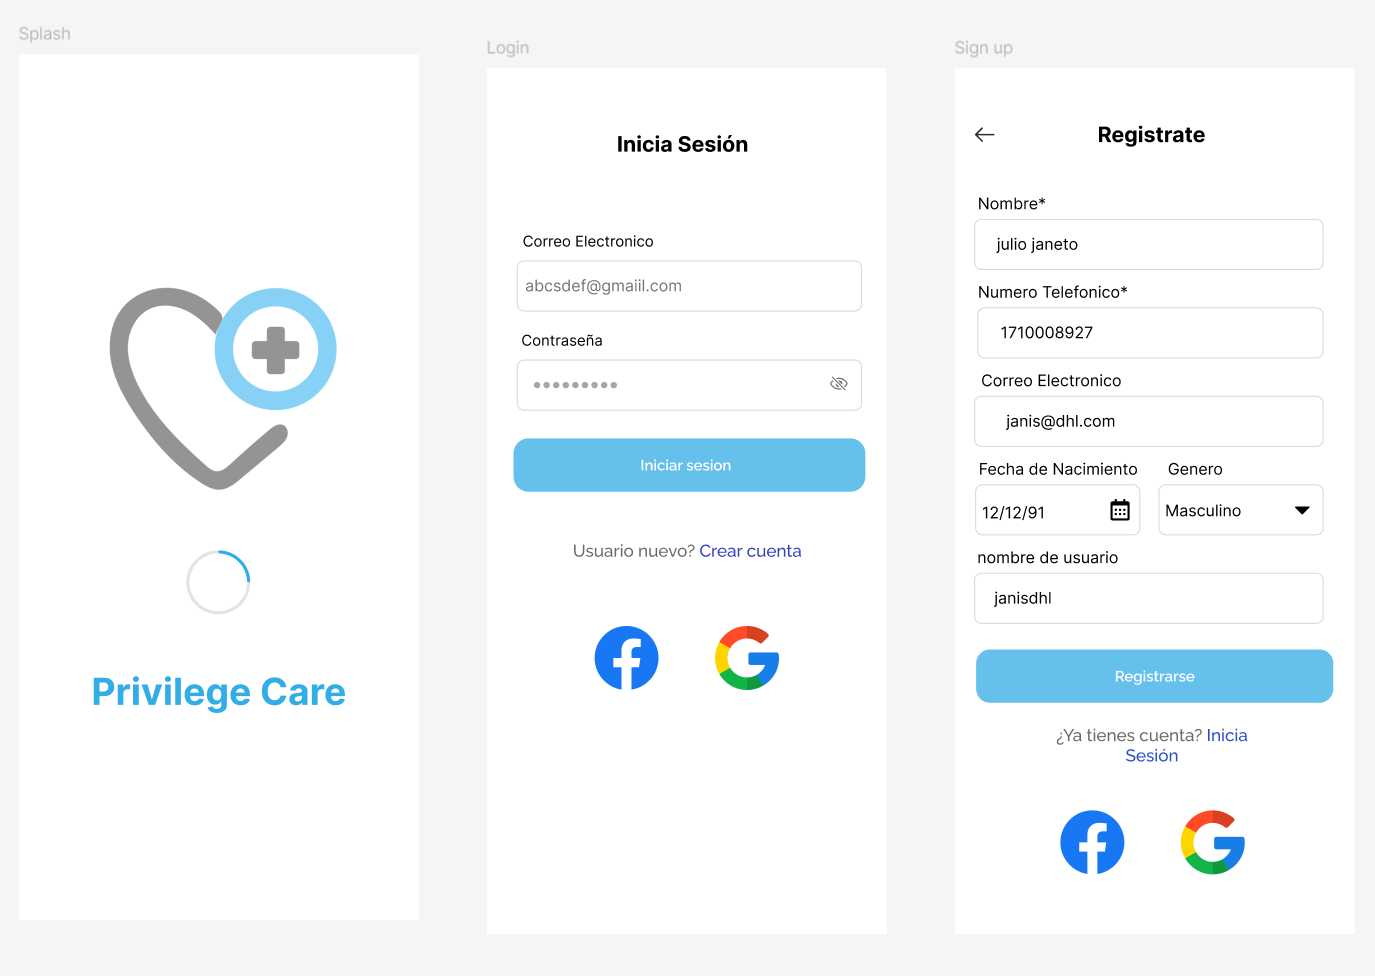 Splash
Privilege Care
Login
Inicia Sesión
Correo Electronico
abcsdef@gmaiil.com
Contraseña
Iniciar sesion
Usuario nuevo? Crear cuenta
Sign up
Registrate
Nombre*
julio janeto
Numero Telefonico*
1710008927
Correo Electronico
janis@dhl.com
Fecha de Nacimiento Genero
12/12/91 Masculino
nombre de usuario
janisdhl
Registrarse
¿Ya tienes cuenta? Inicia
Sesión